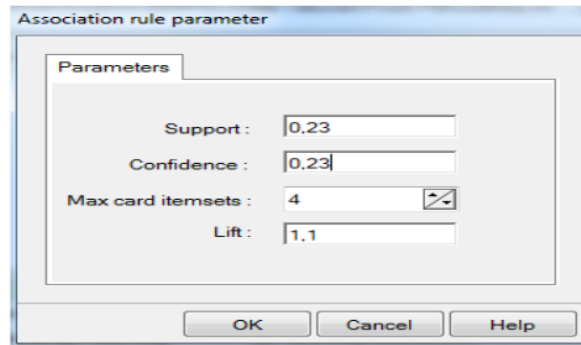 Association rule parameter
Parameters
Support : 0,23
Confidence : 0,23
Max card itemsets : 4
Lift : 1,1
OK Cancel Help